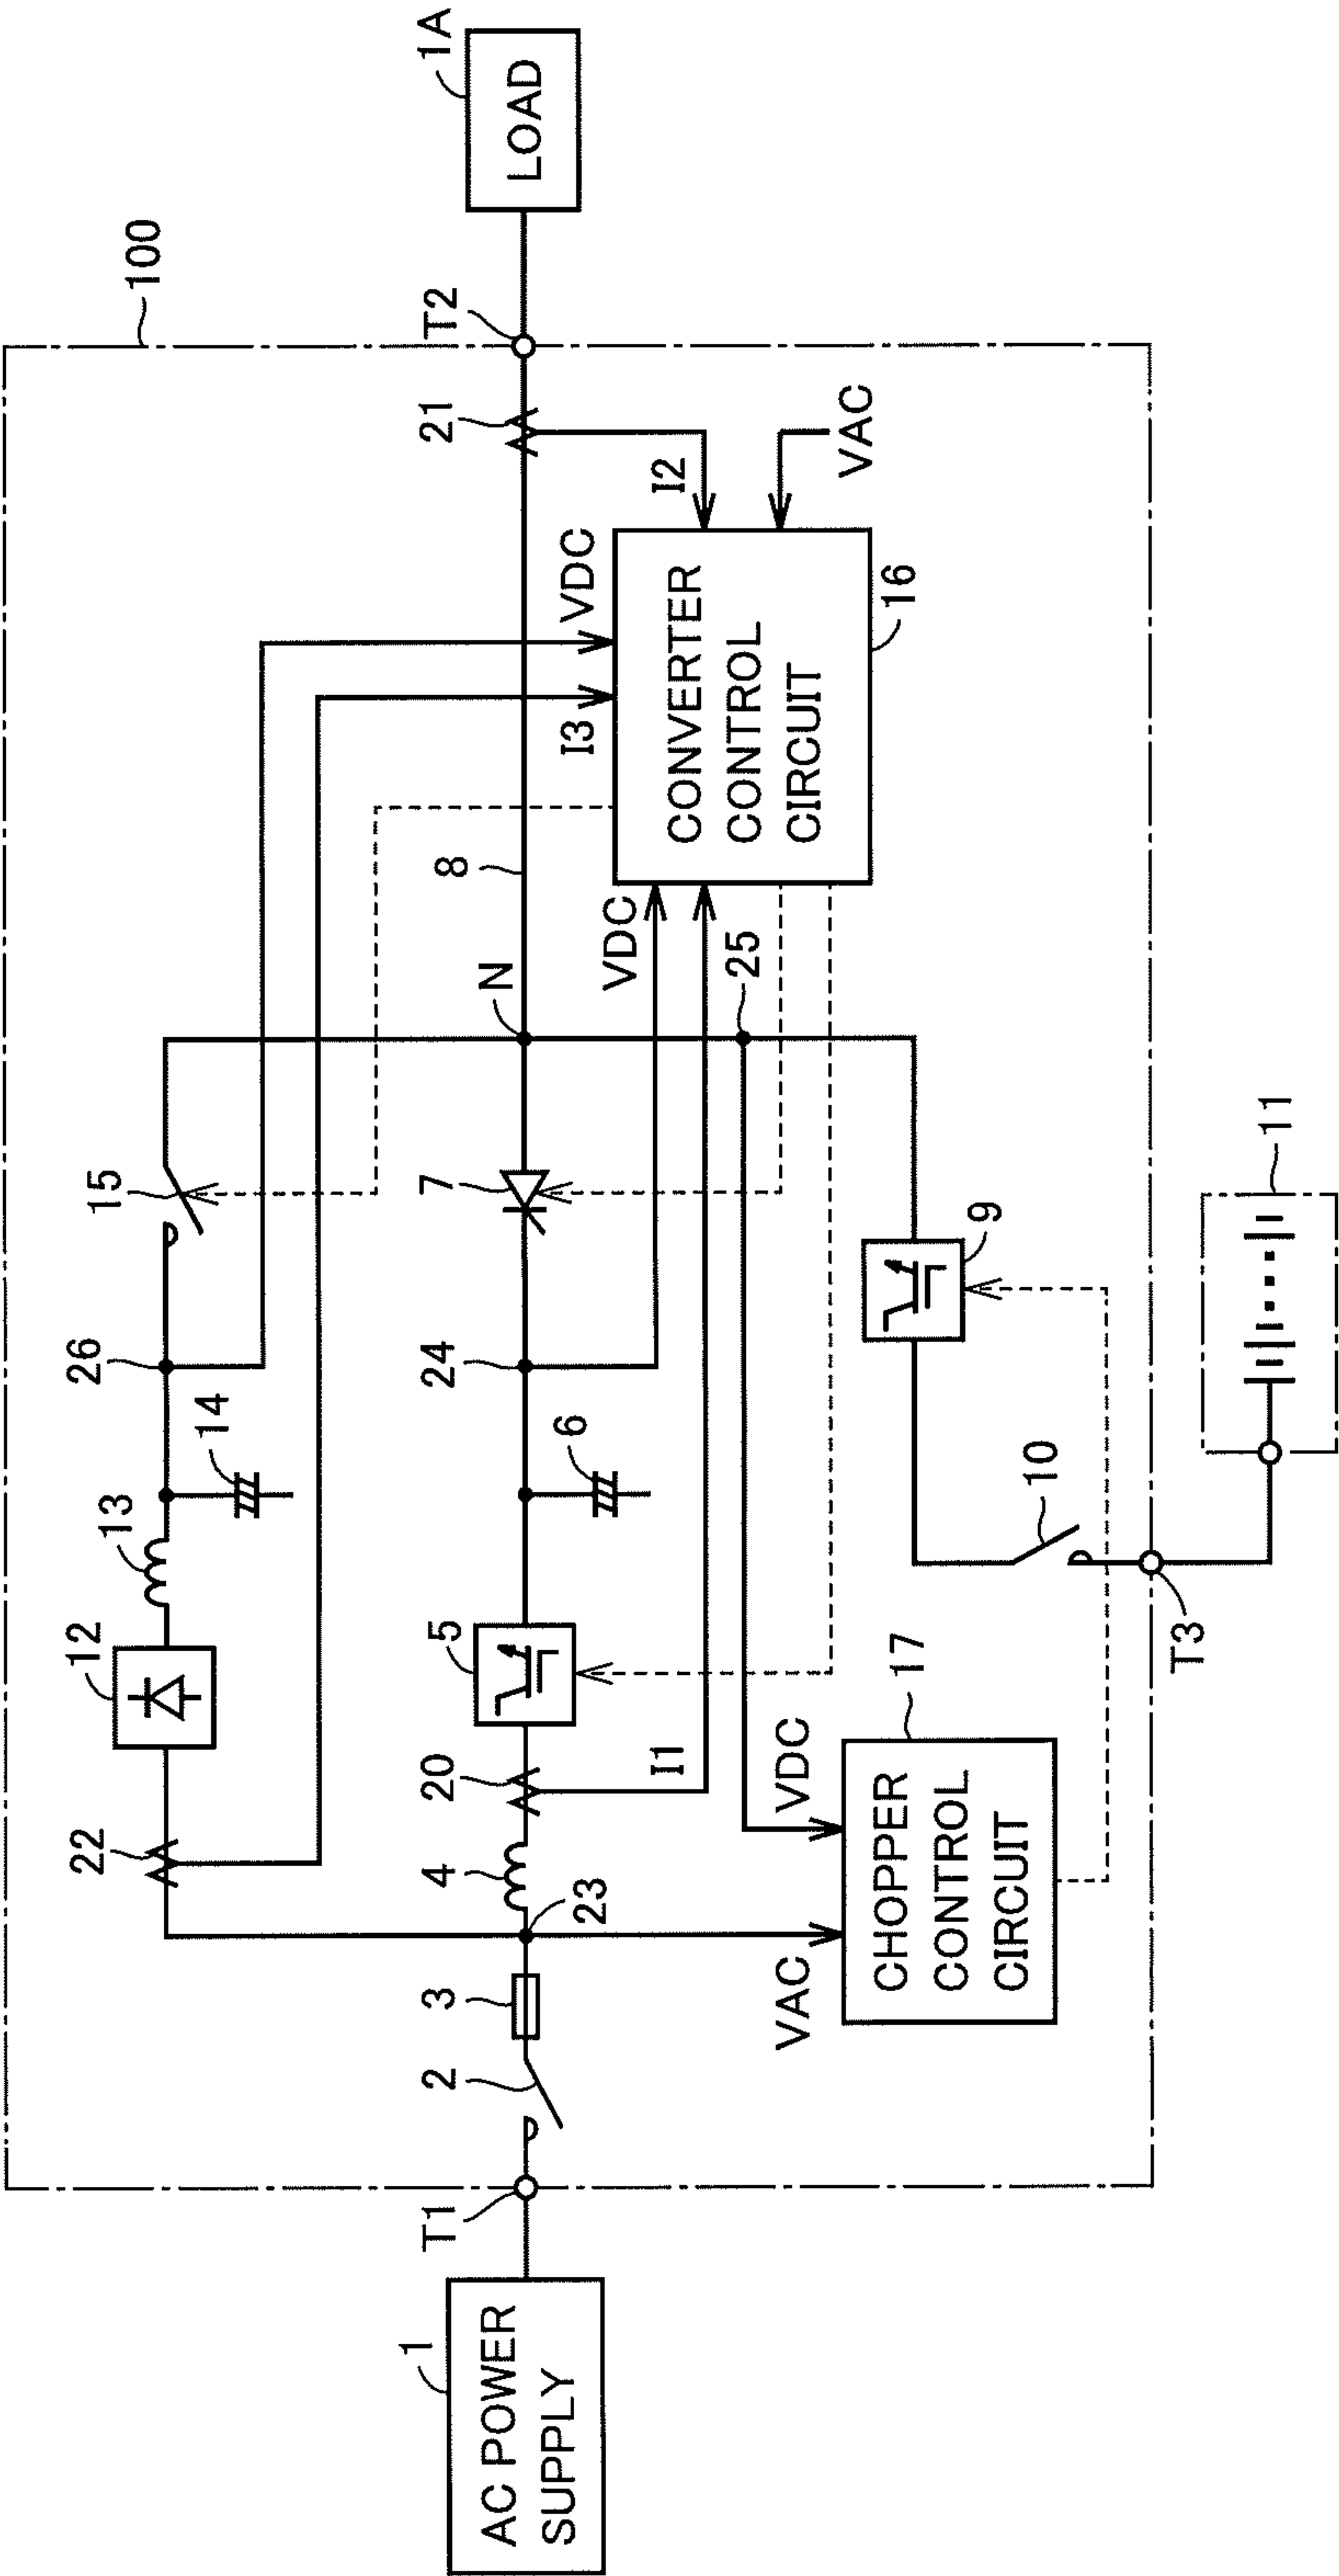 100
22
12
13
14
26
15
I3
VDC
1
AC POWER
SUPPLY
T1
2
3
23
4
20
5
6
24
7
N
8
21
T2
1A
LOAD
I1
VDC
25
I2
VAC
CONVERTER
CONTROL
CIRCUIT
16
VAC
VDC
17
CHOPPER
CONTROL
CIRCUIT
9
10
T3
11